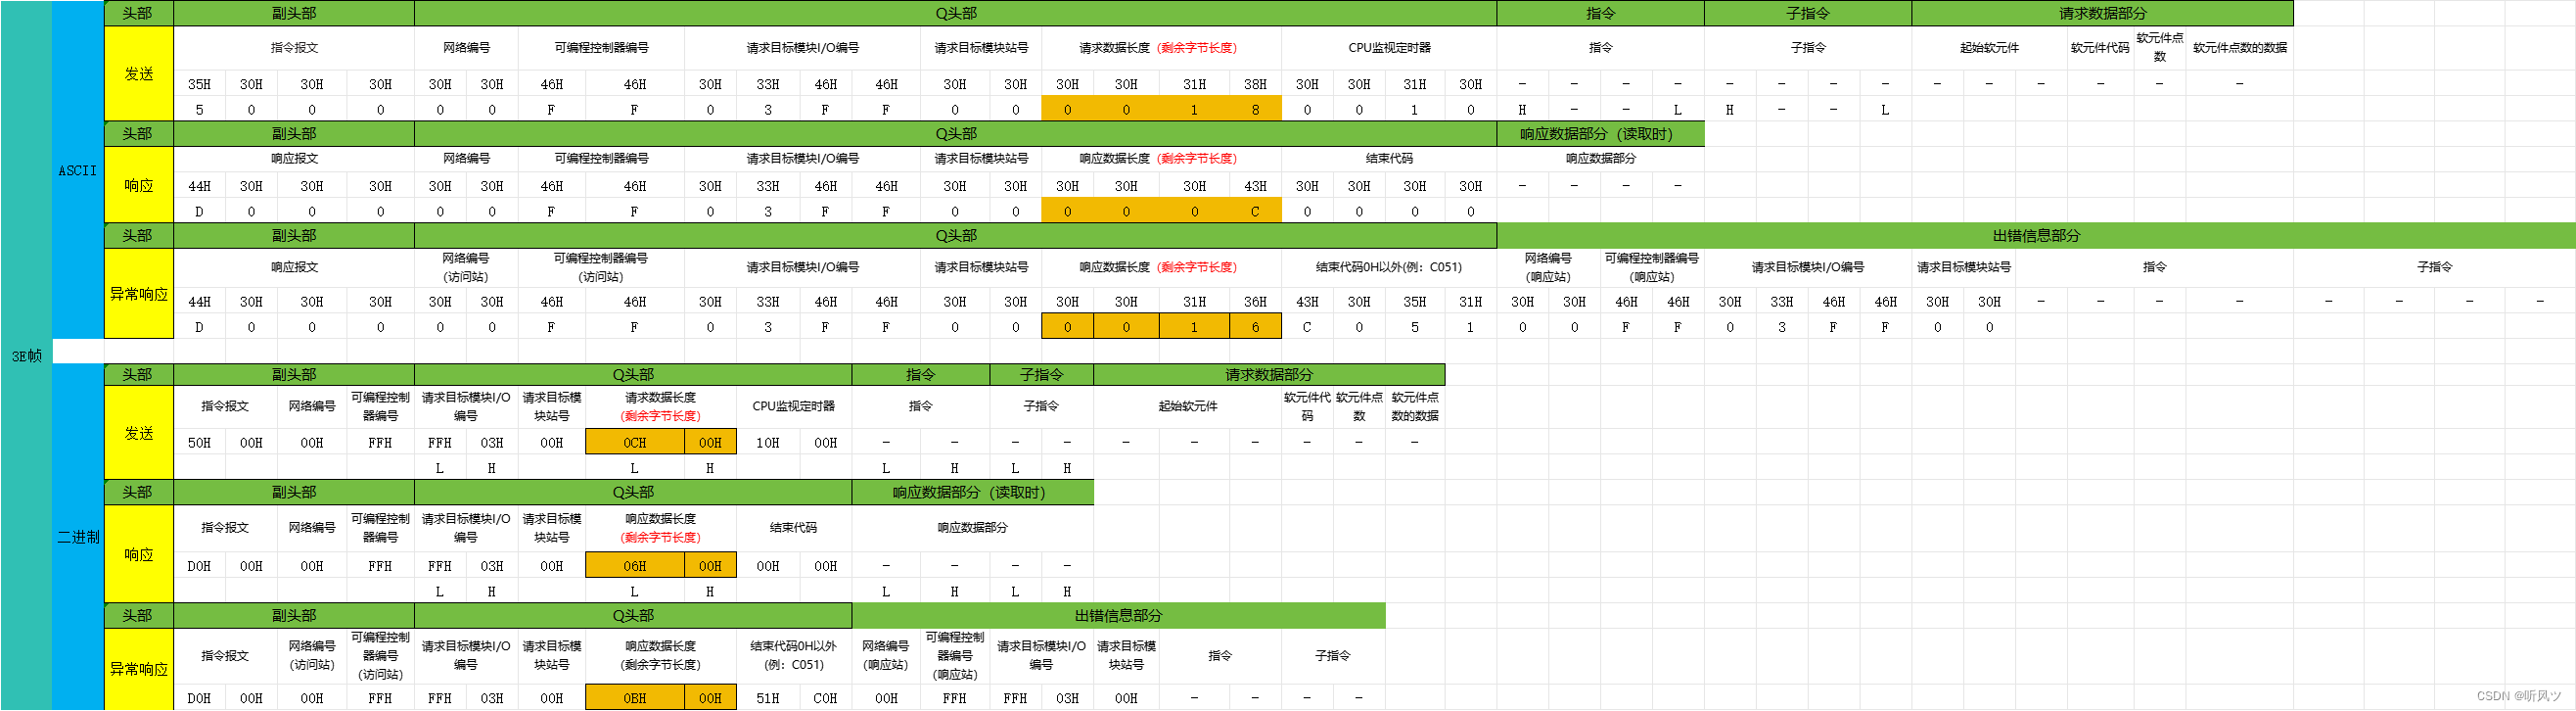 3E帧
ASCII
头部 副头部 Q头部 指令 子指令 请求数据部分
发送
指令报文 网络编号 可编程控制器编号 请求目标模块I/O编号 请求目标模块站号 请求数据长度（剩余字节长度） CPU监视定时器 指令 子指令 起始软元件 软元件代码 软元件点数 软元件点数的数据
35H 30H 30H 30H 30H 30H 46H 46H 30H 33H 46H 46H 30H 30H 30H 30H 31H 38H 30H 30H 31H 30H - - - - - - - - - - - - - -
5 0 0 0 0 0 F F 0 3 F F 0 0 0 0 1 8 0 0 1 0 H - - L H - - L
头部 副头部 Q头部 响应数据部分（读取时）
响应
响应报文 网络编号 可编程控制器编号 请求目标模块I/O编号 请求目标模块站号 响应数据长度（剩余字节长度） 结束代码 响应数据部分
44H 30H 30H 30H 30H 30H 46H 46H 30H 33H 46H 46H 30H 30H 30H 30H 30H 43H 30H 30H 30H 30H - - - -
D 0 0 0 0 0 F F 0 3 F F 0 0 0 0 0 C 0 0 0 0
头部 副头部 Q头部 出错信息部分
异常响应
响应报文 网络编号(访问站) 可编程控制器编号(访问站) 请求目标模块I/O编号 请求目标模块站号 响应数据长度（剩余字节长度） 结束代码0H以外(例：C051) 网络编号(响应站) 可编程控制器编号(响应站) 请求目标模块I/O编号 请求目标模块站号 指令 子指令
44H 30H 30H 30H 30H 30H 46H 46H 30H 33H 46H 46H 30H 30H 30H 30H 31H 36H 43H 30H 35H 31H 30H 30H 46H 46H 30H 33H 46H 46H 30H 30H - - - - - - - -
D 0 0 0 0 0 F F 0 3 F F 0 0 0 0 1 6 C 0 5 1 0 0 F F 0 3 F F 0 0
二进制
头部 副头部 Q头部 指令 子指令 请求数据部分
发送
指令报文 网络编号 可编程控制器编号 请求目标模块I/O编号 请求目标模块站号 请求数据长度（剩余字节长度） CPU监视定时器 指令 子指令 起始软元件 软元件代码 软元件点数 软元件点数的数据
50H 00H 00H FFH FFH 03H 00H 0CH 00H 10H 00H - - - - - - - - - -
L H L H L H L H
头部 副头部 Q头部 响应数据部分（读取时）
响应
指令报文 网络编号 可编程控制器编号 请求目标模块I/O编号 请求目标模块站号 响应数据长度（剩余字节长度） 结束代码 响应数据部分
D0H 00H 00H FFH FFH 03H 00H 06H 00H 00H 00H - - - -
L H L H L H L H
头部 副头部 Q头部 出错信息部分
异常响应
指令报文 网络编号(访问站) 可编程控制器编号(访问站) 请求目标模块I/O编号 请求目标模块站号 响应数据长度（剩余字节长度） 结束代码0H以外(例：C051) 网络编号(响应站) 可编程控制器编号(响应站) 请求目标模块I/O编号 请求目标模块站号 指令 子指令
D0H 00H 00H FFH FFH 03H 00H 0BH 00H 51H C0H 00H FFH FFH 03H 00H - - - -
CSDN @听风ツ